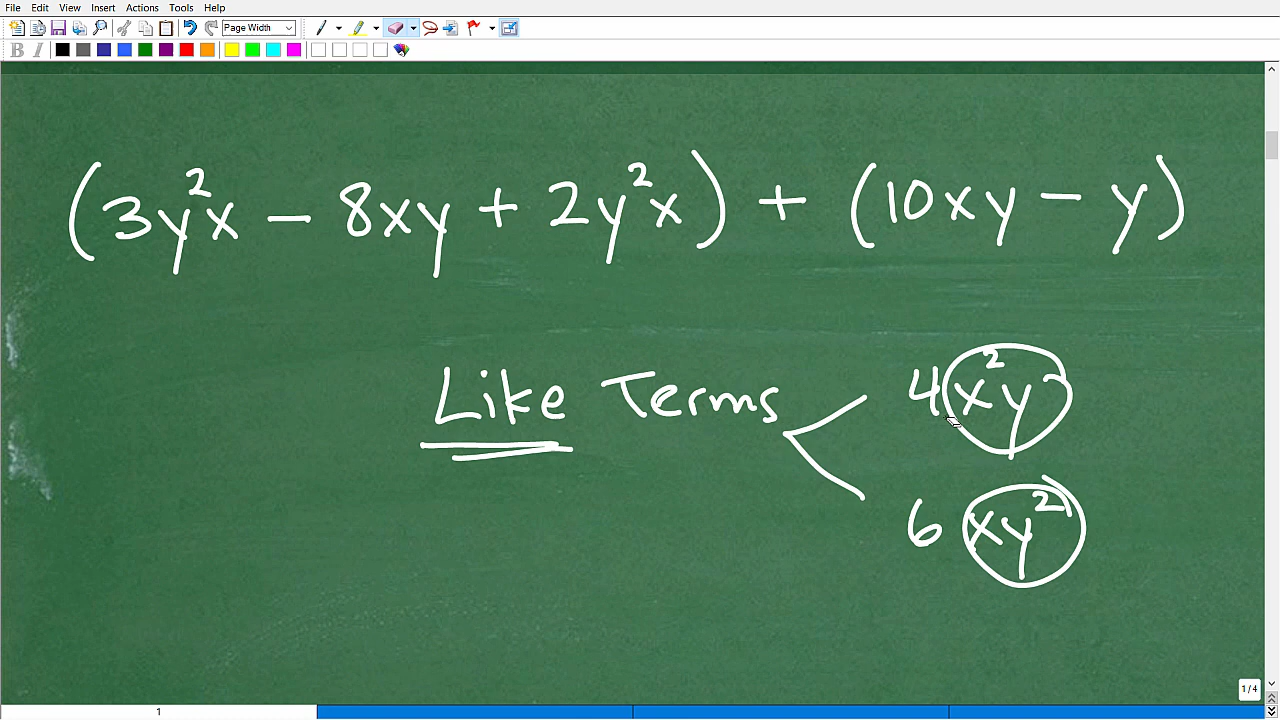 File Edit View Insert Actions Tools Help
Page Width
B I
(3y²x − 8xy + 2y²x) + (10xy − y)
Like Terms
4x²y
6xy²
1/4
1